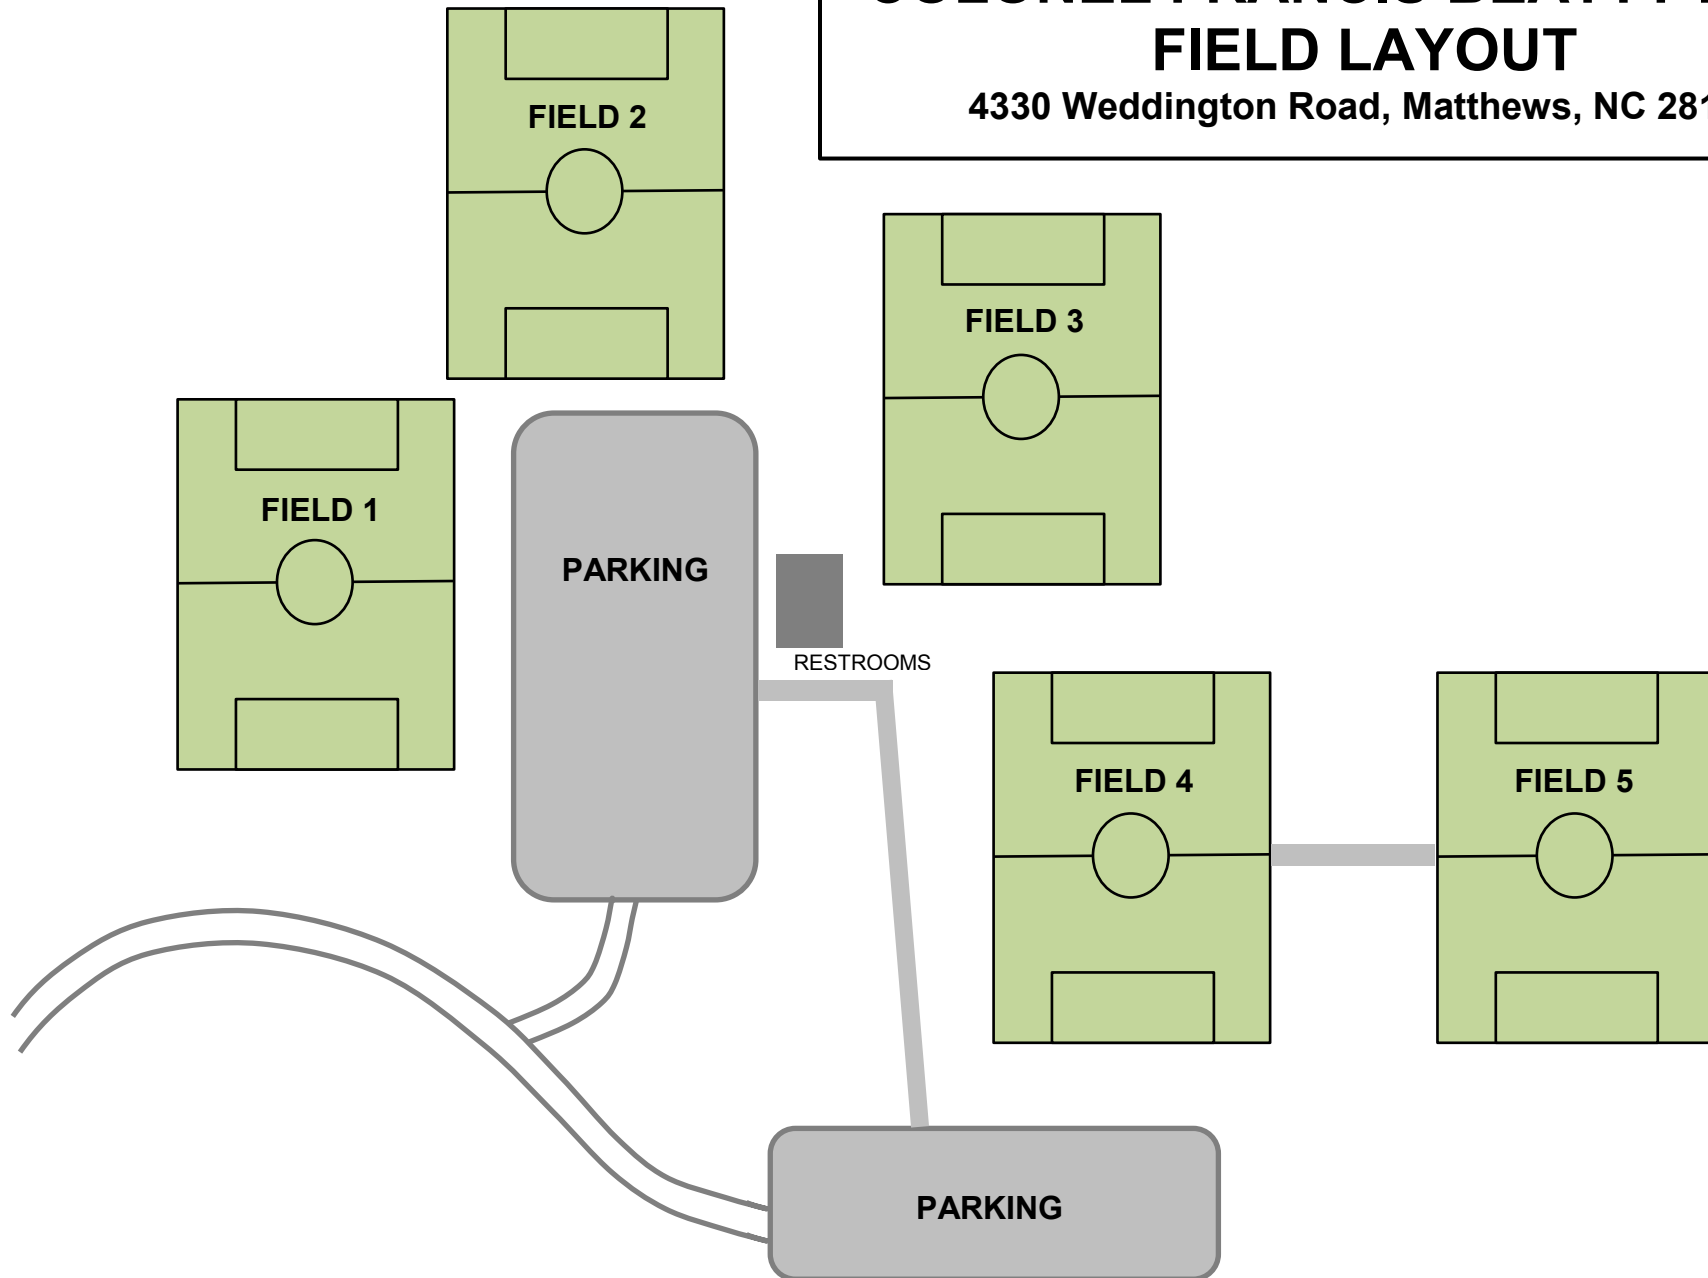 FIELD LAYOUT
4330 Weddington Road, Matthews, NC
FIELD 2
FIELD 3
FIELD 1
PARKING
RESTROOMS
FIELD 4
FIELD 5
PARKING